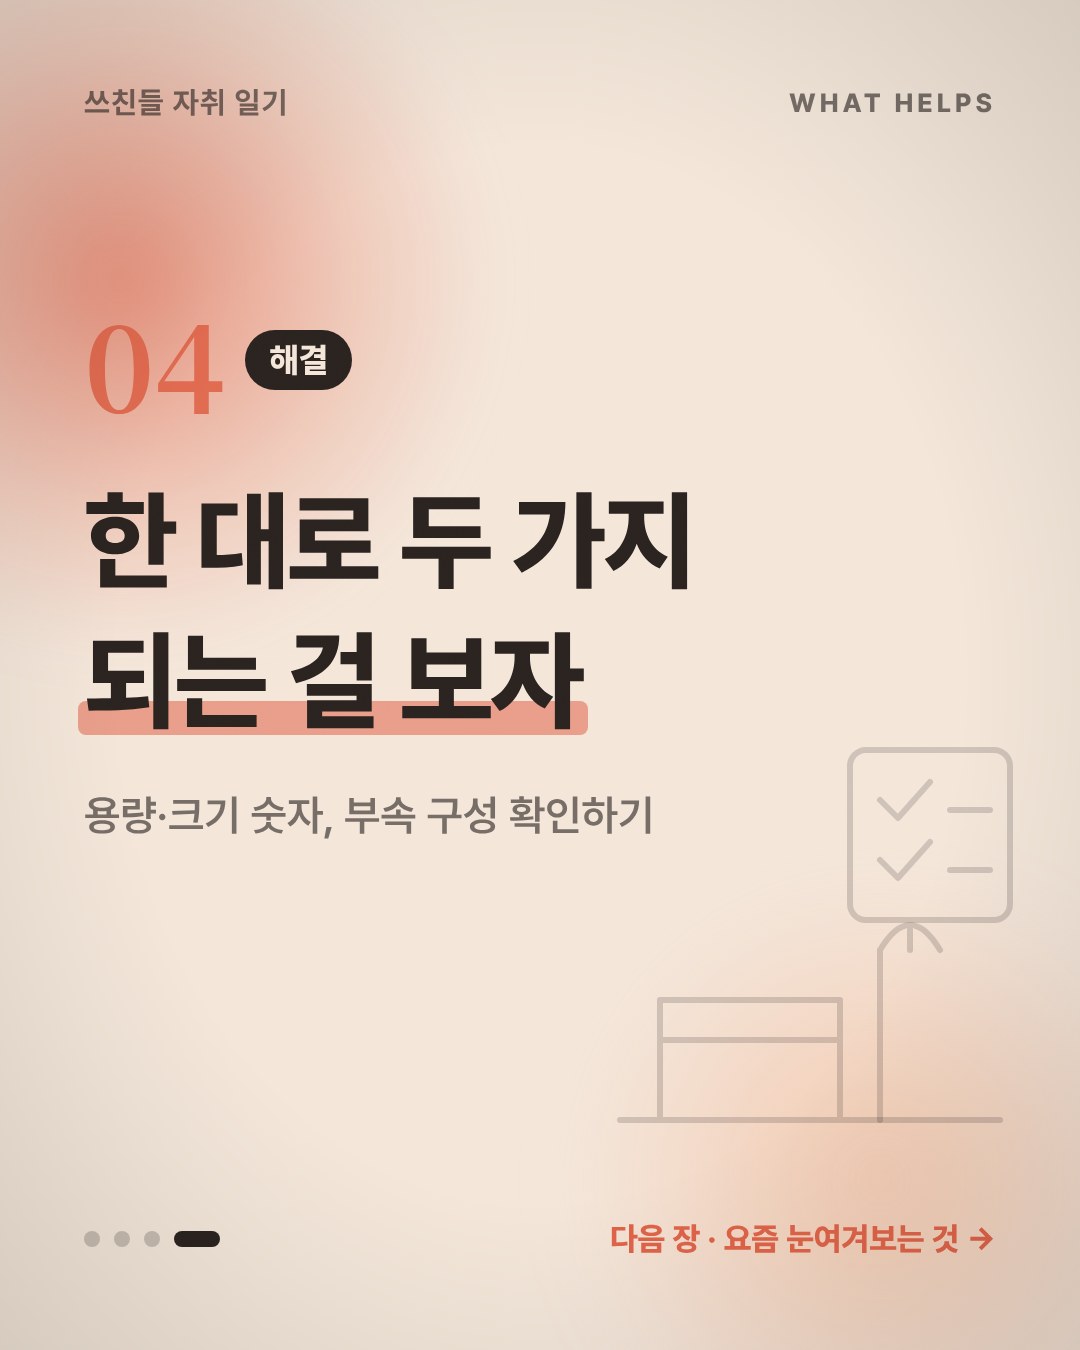 쓰친들 자취 일기
WHAT HELPS
04
해결
한 대로 두 가지
되는 걸 보자
용량·크기 숫자, 부속 구성 확인하기
다음 장 · 요즘 눈여겨보는 것 →